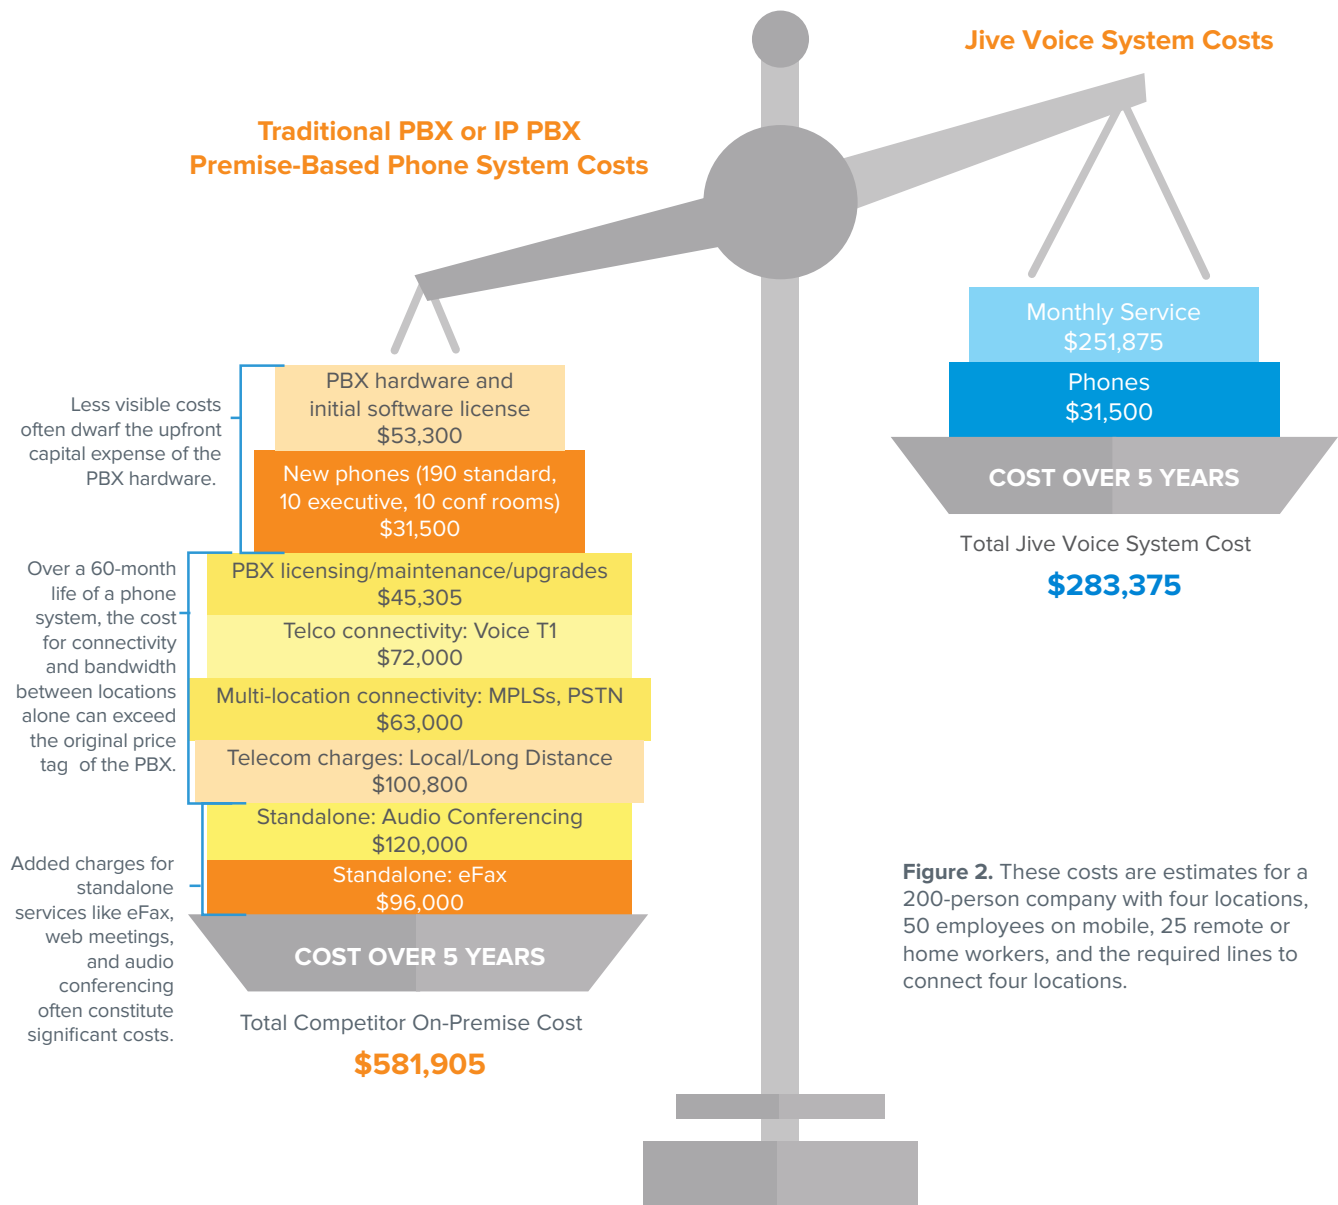 Jive Voice System Costs
Traditional PBX or IP PBX
Premise-Based Phone System Costs
Less visible costs
often dwarf the upfront
capital expense of the
PBX hardware.
PBX hardware and
initial software license
$53,300
New phones (190 standard,
10 executive, 10 conf rooms)
$31,500
Over a 60-month
life of a phone
system, the cost
for connectivity
and bandwidth
between locations
alone can exceed
the original price
tag of the PBX.
PBX licensing/maintenance/upgrades
$45,305
Telco connectivity: Voice T1
$72,000
Multi-location connectivity: MPLSs, PSTN
$63,000
Telecom charges: Local/Long Distance
$100,800
Added charges for
standalone
services like eFax,
web meetings,
and audio
conferencing
often constitute
significant costs.
Standalone: Audio Conferencing
$120,000
Standalone: eFax
$96,000
COST OVER 5 YEARS
Total Competitor On-Premise Cost
$581,905
Monthly Service
$251,875
Phones
$31,500
COST OVER 5 YEARS
Total Jive Voice System Cost
$283,375
Figure 2. These costs are estimates for a
200-person company with four locations,
50 employees on mobile, 25 remote or
home workers, and the required lines to
connect four locations.